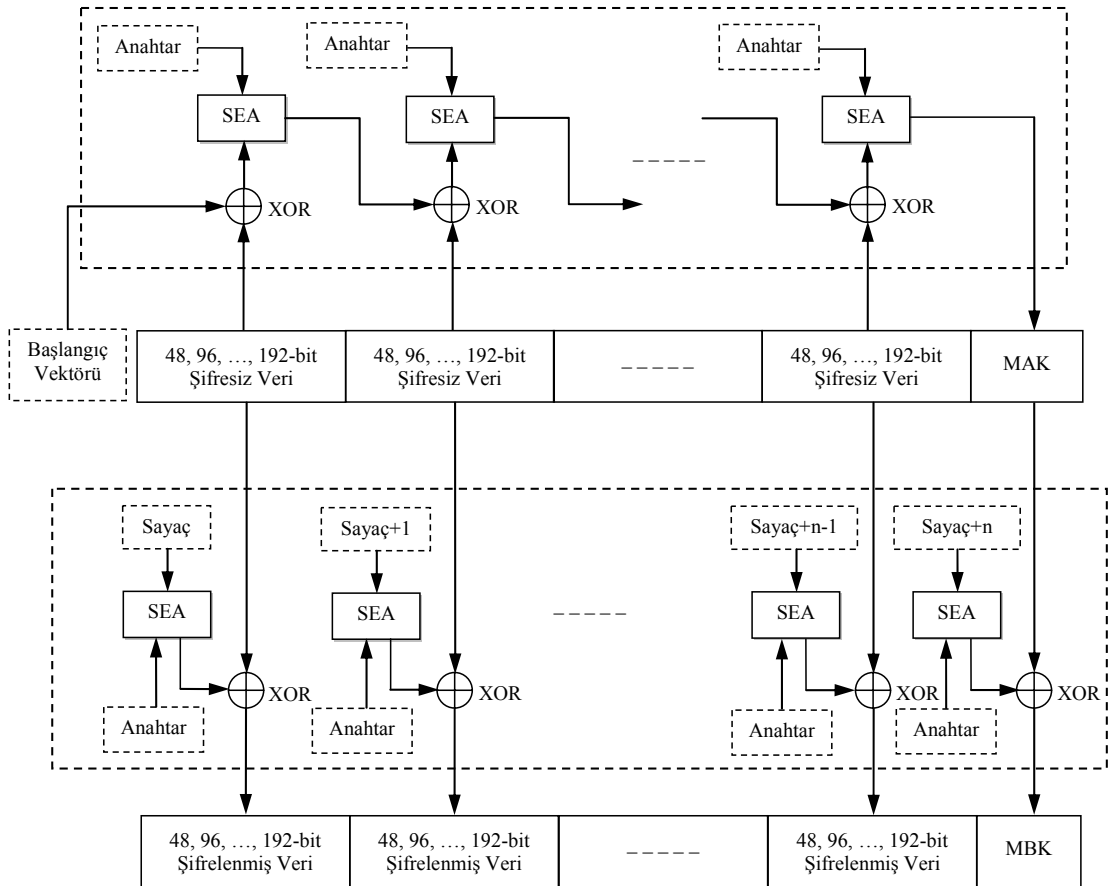 Anahtar
Anahtar
Anahtar
SEA
SEA
SEA
XOR
XOR
XOR
Başlangıç
Vektörü
48, 96, …, 192-bit
Şifresiz Veri
48, 96, …, 192-bit
Şifresiz Veri
48, 96, …, 192-bit
Şifresiz Veri
MAK
Sayaç
Sayaç+1
Sayaç+n-1
Sayaç+n
SEA
SEA
SEA
SEA
XOR
XOR
XOR
XOR
Anahtar
Anahtar
Anahtar
Anahtar
48, 96, …, 192-bit
Şifrelenmiş Veri
48, 96, …, 192-bit
Şifrelenmiş Veri
48, 96, …, 192-bit
Şifrelenmiş Veri
MBK